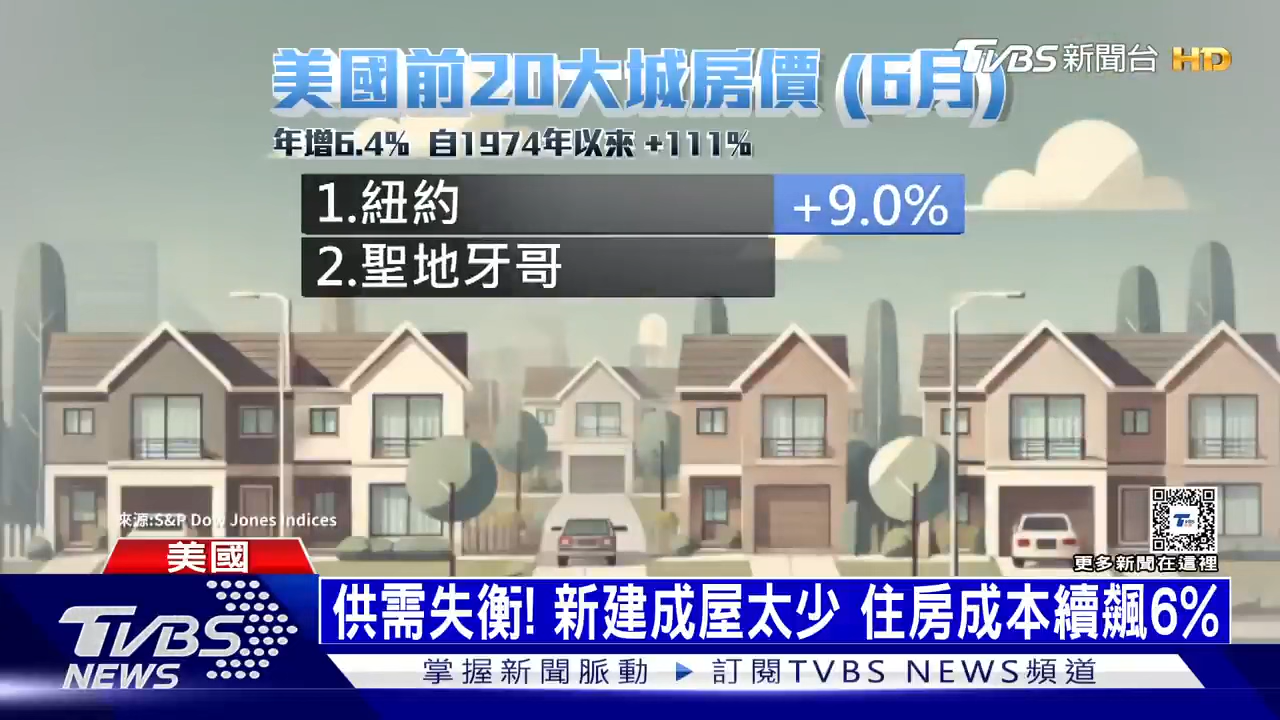 美國前20大城房價 (6月)
TVBS新聞台 HD
年增6.4% 自1974年以來 +111%
1.紐約 +9.0%
2.聖地牙哥
來源:S&P Dow Jones Indices
更多新聞在這裡
美國
供需失衡! 新建成屋太少 住房成本續飆6%
TVBS NEWS
掌握新聞脈動 ▶ 訂閱TVBS NEWS頻道